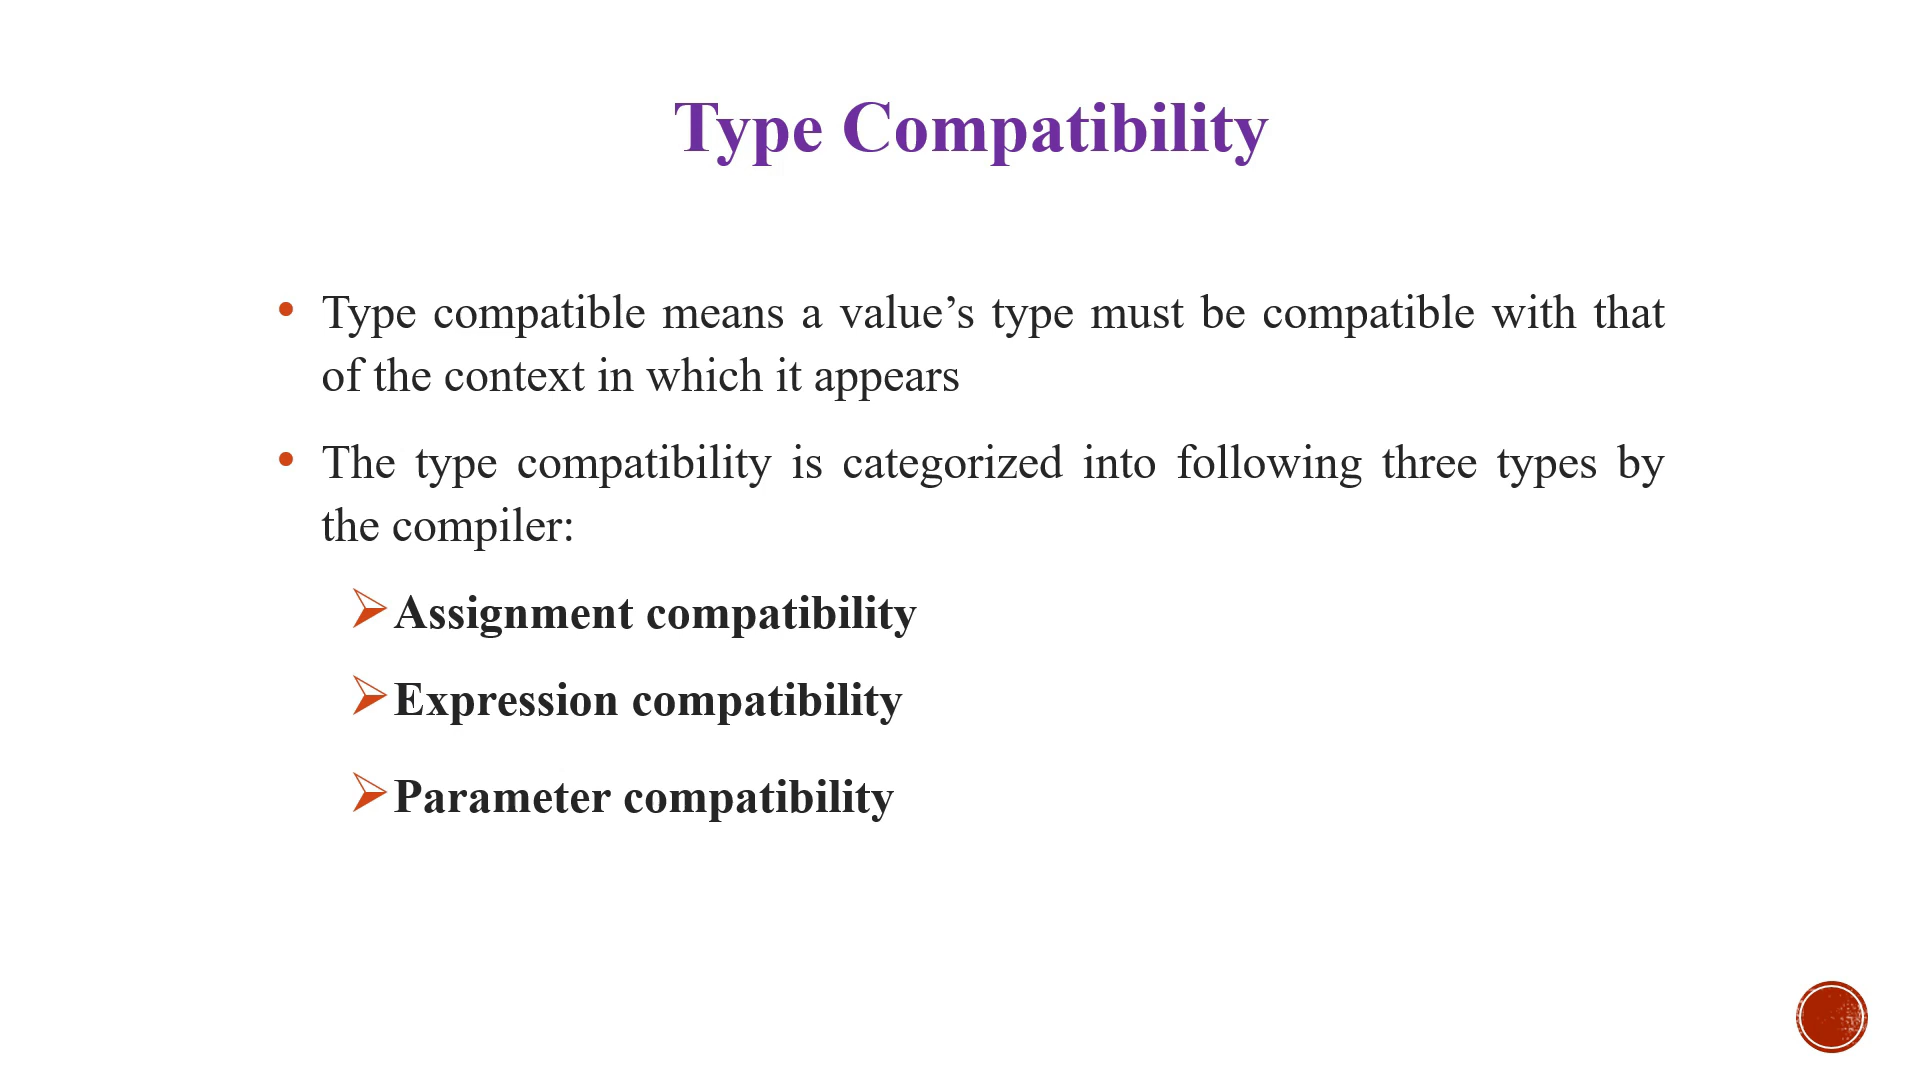 Type Compatibility
• Type compatible means a value’s type must be compatible with that
of the context in which it appears
• The type compatibility is categorized into following three types by
the compiler:
➢Assignment compatibility
➢Expression compatibility
➢Parameter compatibility